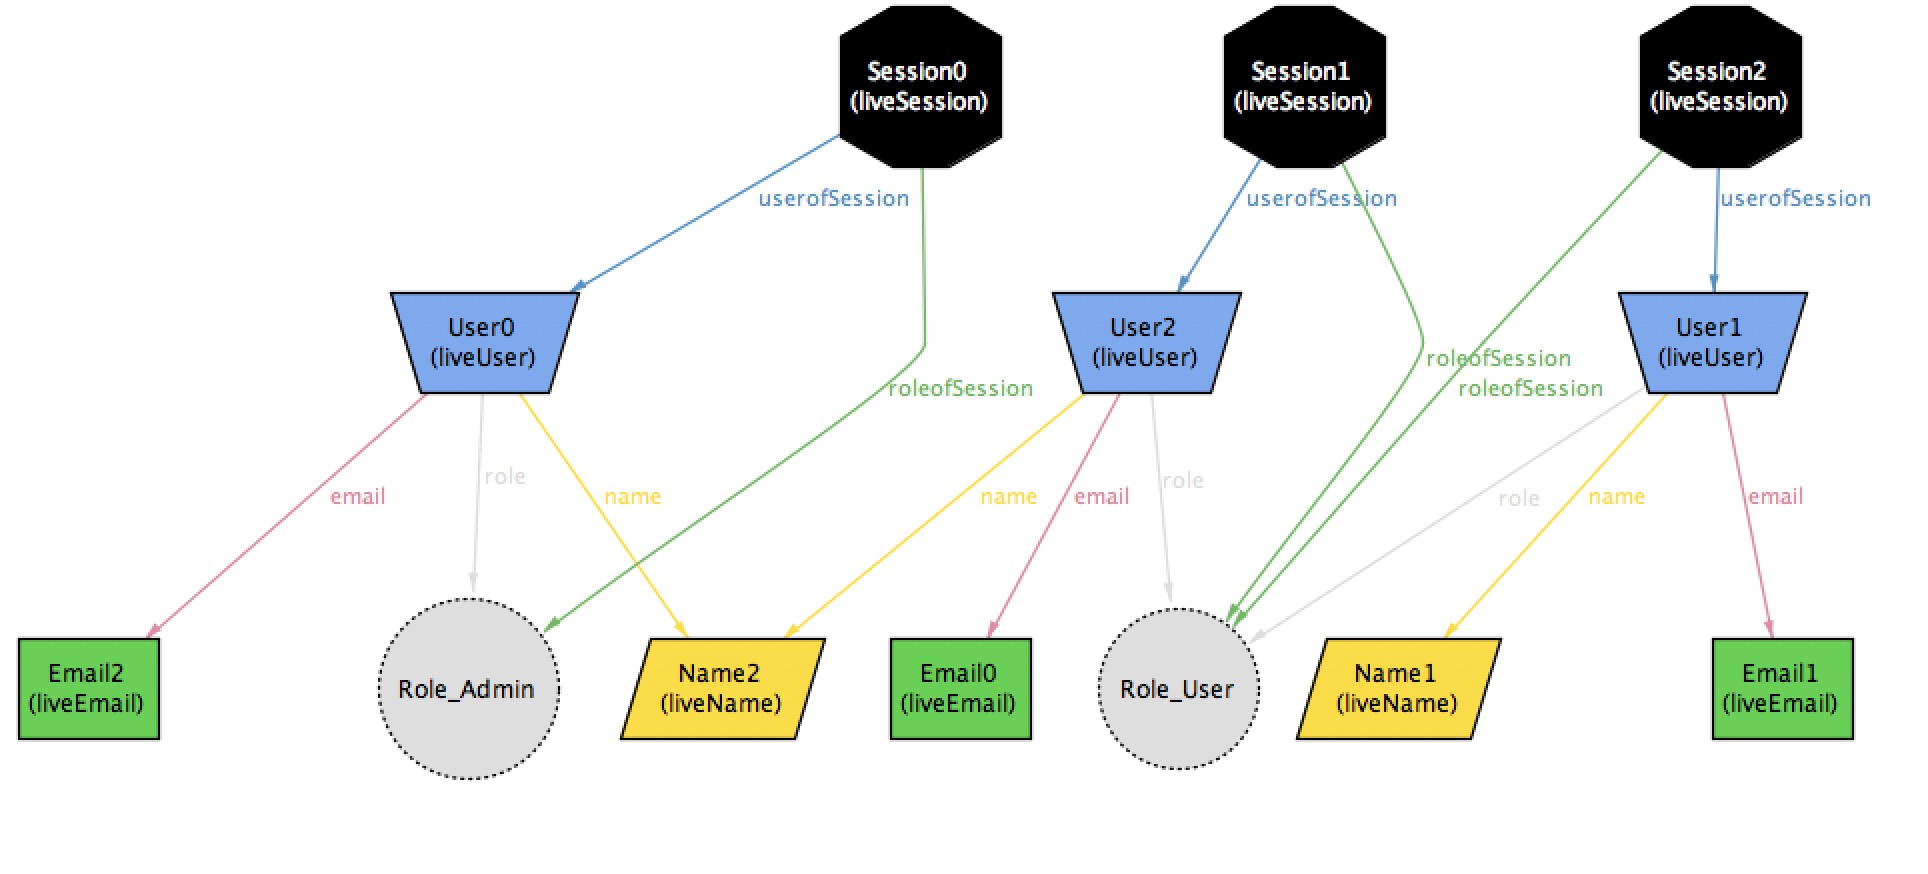 Session0
(liveSession)
Session1
(liveSession)
Session2
(liveSession)
userofSession
userofSession
userofSession
User0
(liveUser)
User2
(liveUser)
User1
(liveUser)
roleofSession
roleofSession
roleofSession
email
role
name
name
email
role
role
name
email
Email2
(liveEmail)
Role_Admin
Name2
(liveName)
Email0
(liveEmail)
Role_User
Name1
(liveName)
Email1
(liveEmail)